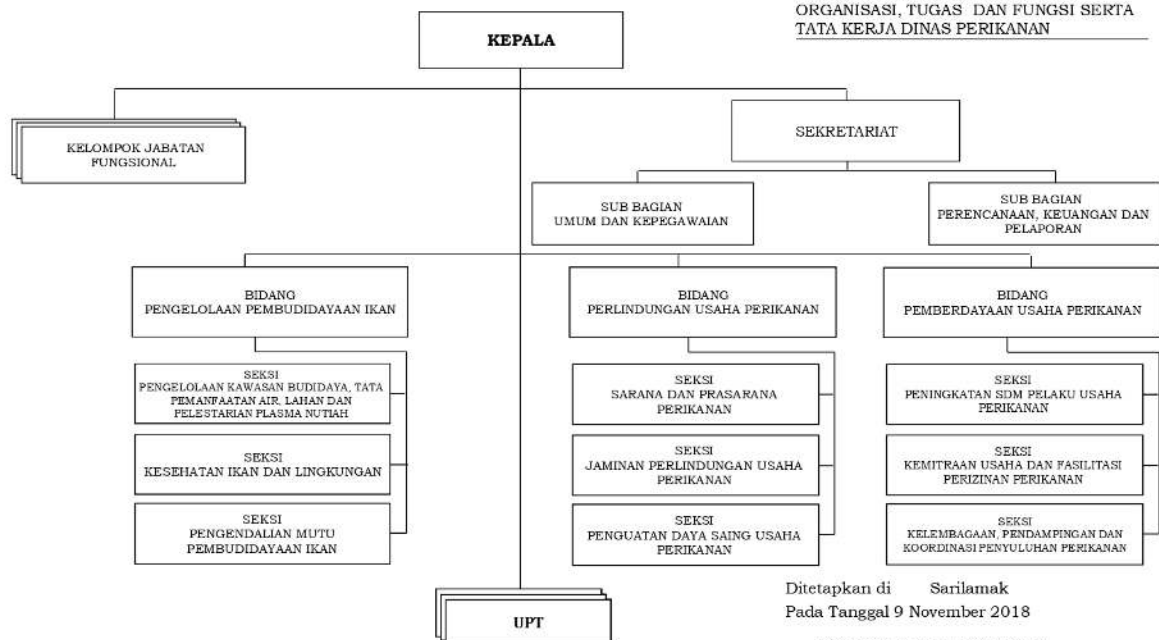 ORGANISASI, TUGAS DAN FUNGSI SERTA
TATA KERJA DINAS PERIKANAN
KEPALA
KELOMPOK JABATAN
FUNGSIONAL
SEKRETARIAT
SUB BAGIAN
UMUM DAN KEPEGAWAIAN
SUB BAGIAN
PERENCANAAN, KEUANGAN DAN
PELAPORAN
BIDANG
PENGELOLAAN PEMBUDIDAYAAN IKAN
BIDANG
PERLINDUNGAN USAHA PERIKANAN
BIDANG
PEMBERDAYAAN USAHA PERIKANAN
SEKSI
PENGELOLAAN KAWASAN BUDIDAYA, TATA
PEMANFAATAN AIR, LAHAN DAN
PELESTARIAN PLASMA NUTIAH
SEKSI
SARANA DAN PRASARANA
PERIKANAN
SEKSI
PENINGKATAN SDM PELAKU USAHA
PERIKANAN
SEKSI
KESEHATAN IKAN DAN LINGKUNGAN
SEKSI
JAMINAN PERLINDUNGAN USAHA
PERIKANAN
SEKSI
KEMITRAAN USAHA DAN FASILITASI
PERIZINAN PERIKANAN
SEKSI
PENGENDALIAN MUTU
PEMBUDIDAYAAN IKAN
SEKSI
PENGUATAN DAYA SAING USAHA
PERIKANAN
SEKSI
KELEMBAGAAN, PENDAMPINGAN DAN
KOORDINASI PENYULUHAN PERIKANAN
UPT
Ditetapkan di Sarilamak
Pada Tanggal 9 November 2018